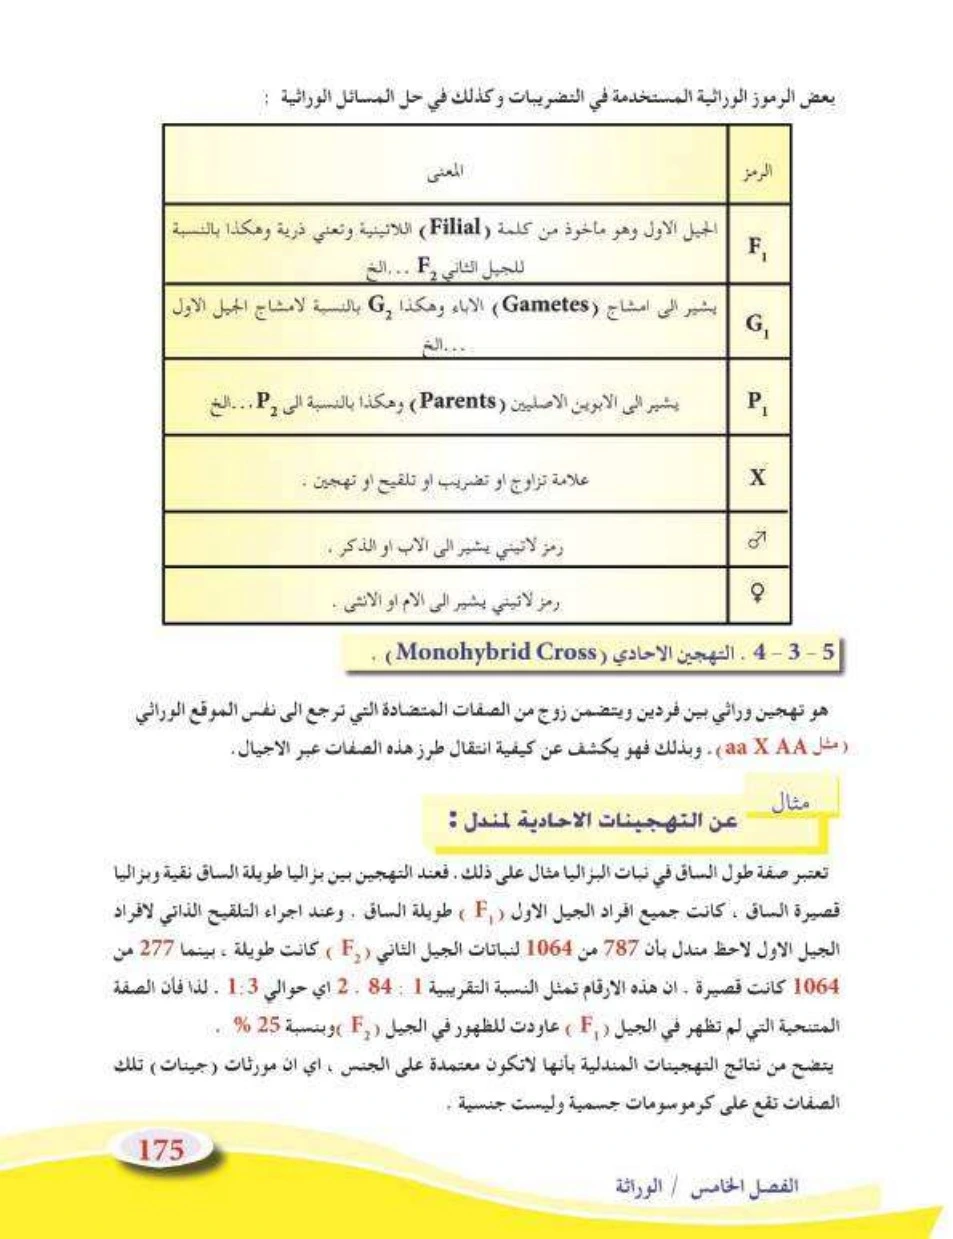 بعض الرموز الوراثية المستخدمة في التضريبات وكذلك في حل المسائل الوراثية :
الرمز المعنى
F₁ الجيل الاول وهو مأخوذ من كلمة (Filial) اللاتينية وتعني ذرية وهكذا بالنسبة
للجيل الثاني F₂ ...الخ
G₁ يشير الى امشاج (Gametes) الاباء وهكذا G₂ بالنسبة لامشاج الجيل الاول
...الخ
P₁ يشير الى الابوين الاصليين (Parents) وهكذا بالنسبة الى P₂...الخ
X علامة تزاوج او تضريب او تلقيح او تهجين .
♂ رمز لاتيني يشير الى الاب او الذكر .
♀ رمز لاتيني يشير الى الام او الانثى .
5 – 3 – 4 . التهجين الاحادي (Monohybrid Cross) .
هو تهجين وراثي بين فردين ويتضمن زوج من الصفات المتضادة التي ترجع الى نفس الموقع الوراثي
(مثل aa X AA) . وبذلك فهو يكشف عن كيفية انتقال طرز هذه الصفات عبر الاجيال.
مثال
عن التهجينات الاحادية لمندل :
تعتبر صفة طول الساق في نبات البزاليا مثال على ذلك . فعند التهجين بين بزاليا طويلة الساق نقية وبزاليا
قصيرة الساق ، كانت جميع افراد الجيل الاول (F₁) طويلة الساق . وعند اجراء التلقيح الذاتي لافراد
الجيل الاول لاحظ مندل بأن 787 من 1064 لنباتات الجيل الثاني (F₂) كانت طويلة ، بينما 277 من
1064 كانت قصيرة . ان هذه الارقام تمثل النسبة التقريبية 1 : 84 . 2 اي حوالي 1:3 . لذا فأن الصفة
المتنحية التي لم تظهر في الجيل (F₁) عاودت للظهور في الجيل (F₂) وبنسبة 25 % .
يتضح من نتائج التهجينات المندلية بأنها لاتكون معتمدة على الجنس ، اي ان مورثات (جينات) تلك
الصفات تقع على كرموسومات جسمية وليست جنسية .
175
الفصل الخامس / الوراثة